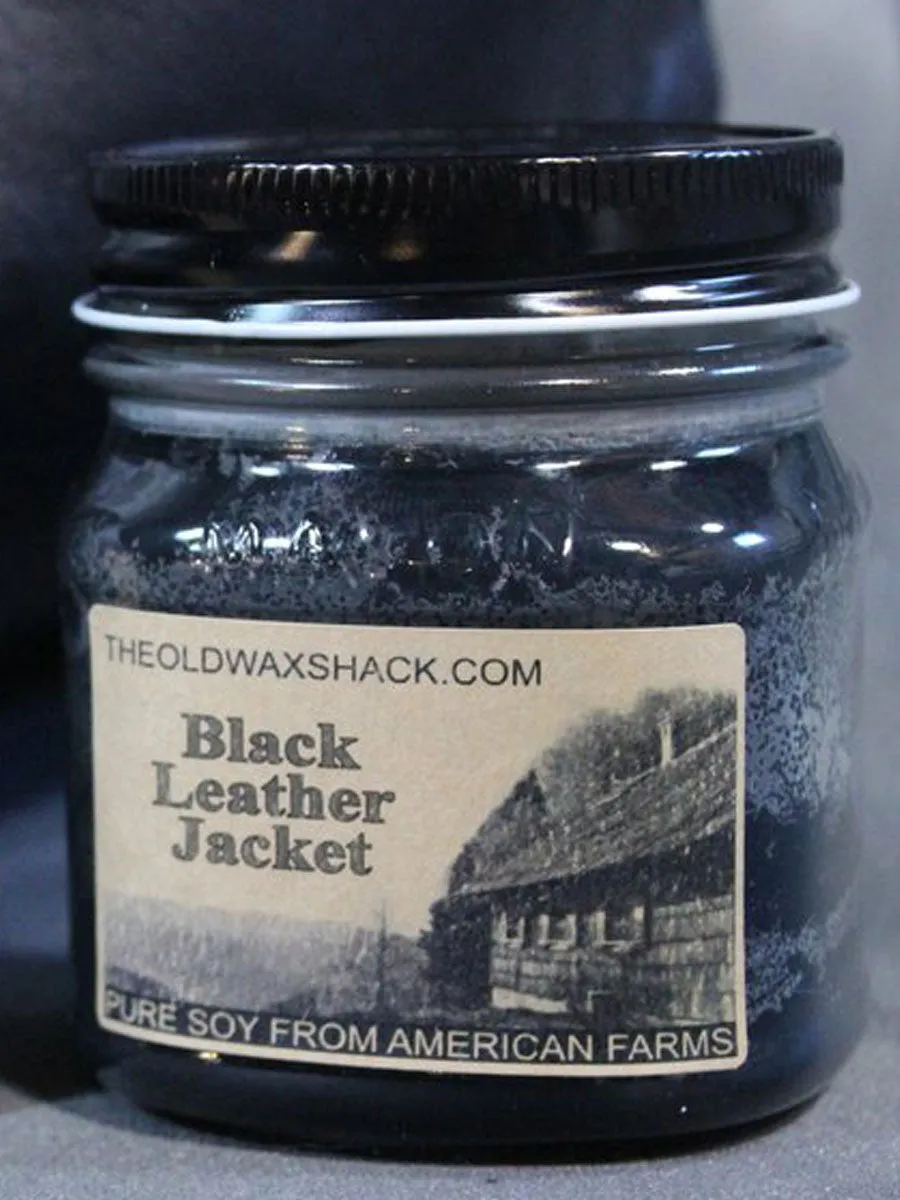 THEOLDWAXSHACK.COM
Black
Leather
Jacket
PURE SOY FROM AMERICAN FARMS